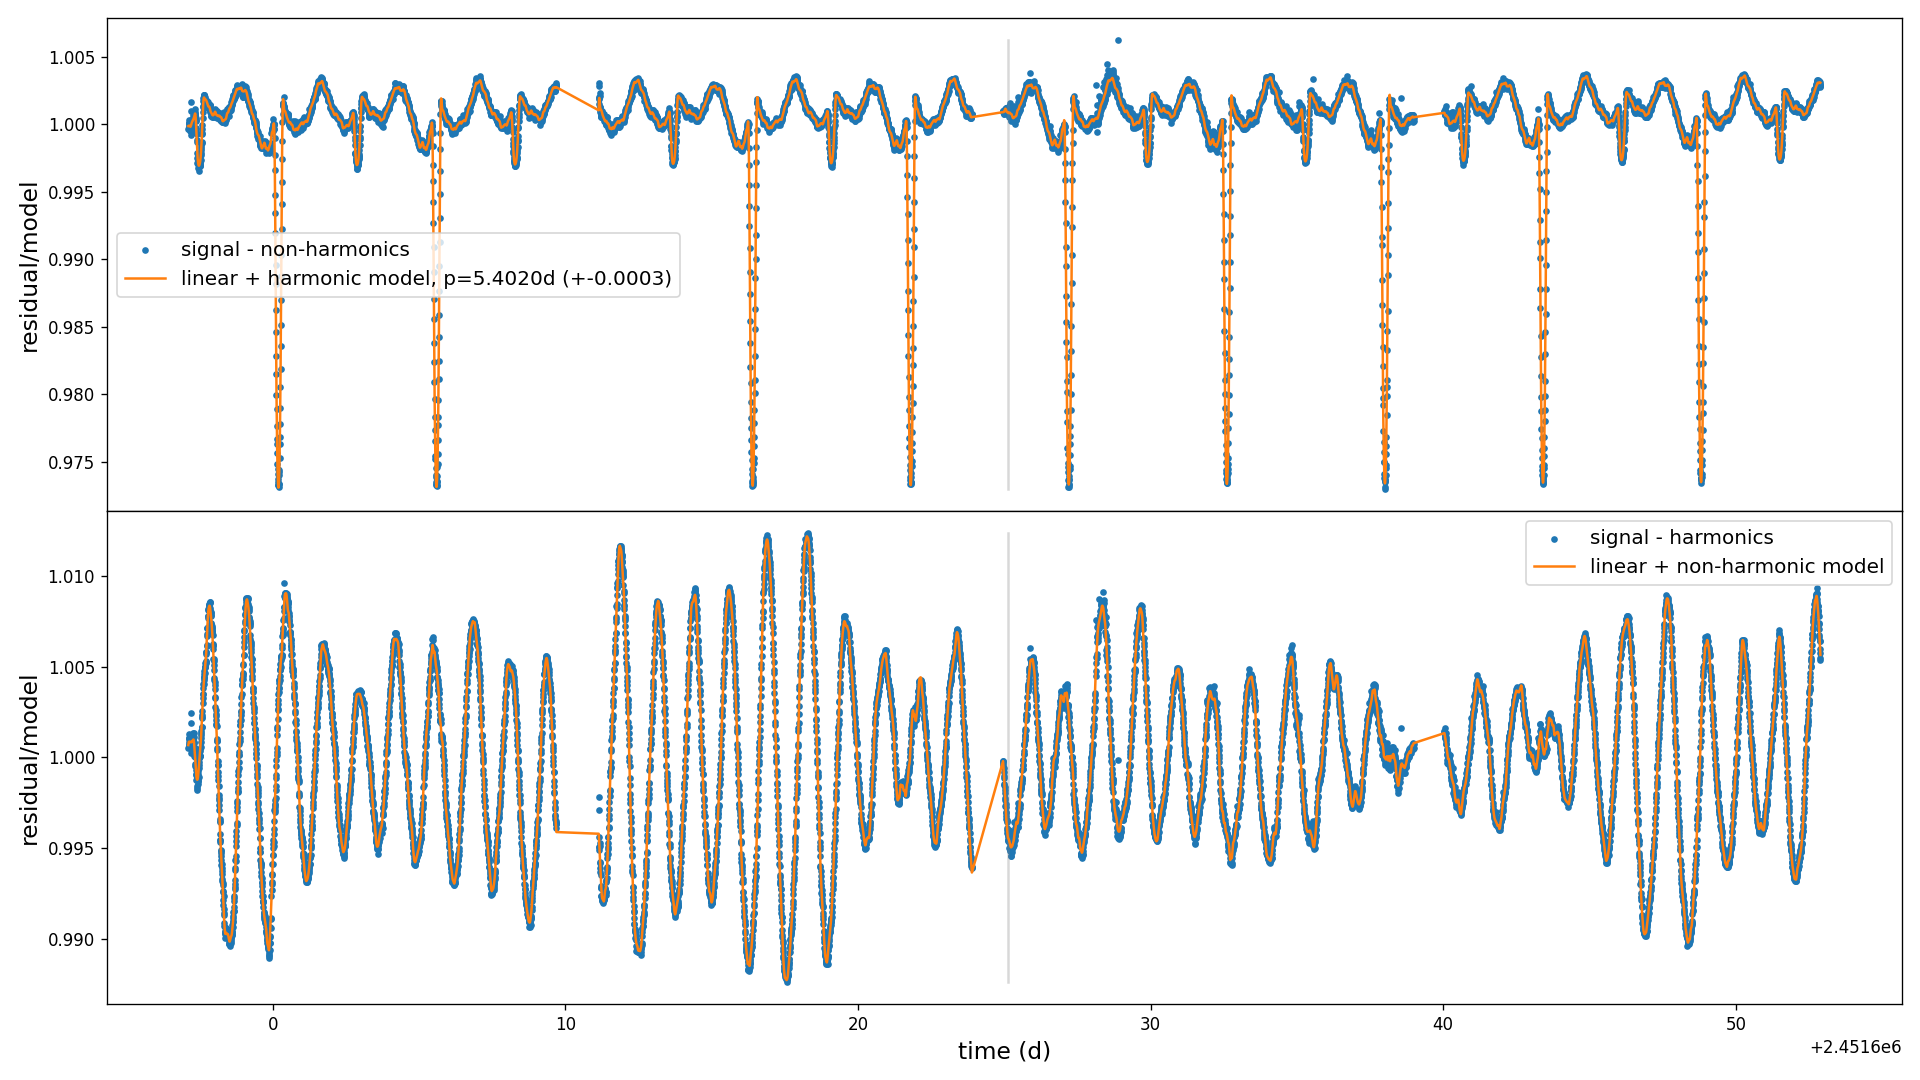 1.005
1.000
0.995
0.990
0.985
0.980
0.975
residual/model
signal - non-harmonics
linear + harmonic model, p=5.4020d (+-0.0003)
1.010
1.005
1.000
0.995
0.990
residual/model
signal - harmonics
linear + non-harmonic model
0 10 20 30 40 50
time (d)
+2.4516e6